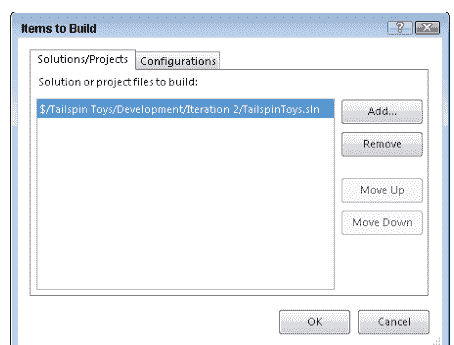 Items to Build
Solutions/Projects
Configurations
Solution or project files to build:
$/Tailspin Toys/Development/Iteration 2/TailspinToys.sln
Add...
Remove
Move Up
Move Down
OK
Cancel